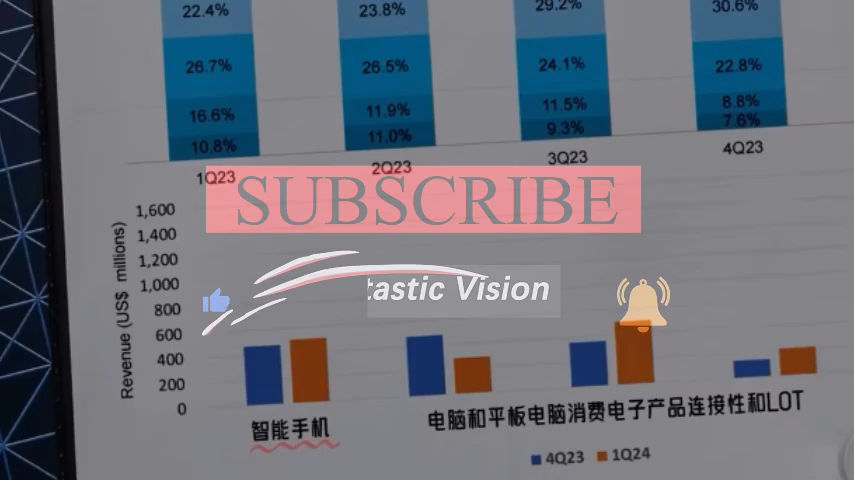 22.4% 23.8% 29.2% 30.6%
26.7% 26.5% 24.1% 22.8%
16.6% 11.9% 11.5% 8.8%
10.8% 11.0% 9.3% 7.6%
1Q23 2Q23 3Q23 4Q23
SUBSCRIBE
tastic Vision
Revenue (US$ millions)
1,600
1,400
1,200
1,000
800
600
400
200
0
智能手机 电脑和平板电脑消费电子产品连接性和LOT
4Q23 1Q24